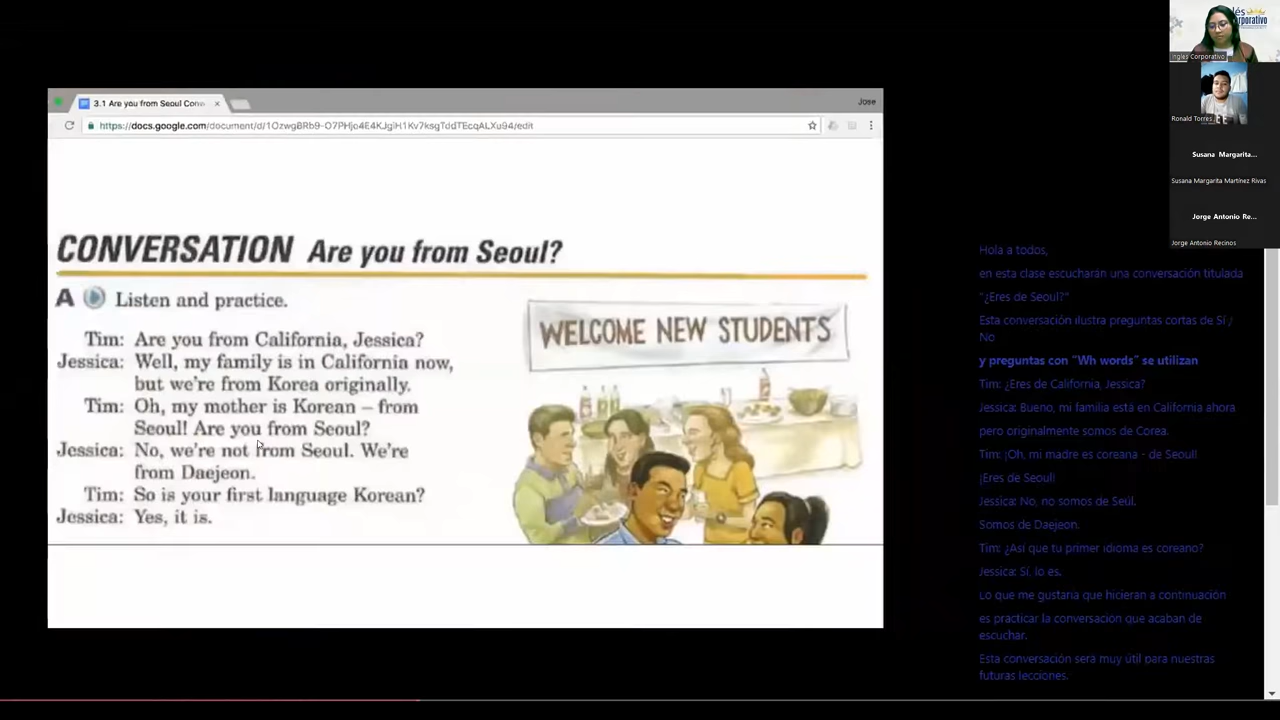 3.1 Are you from Seoul Conv
Jose
https://docs.google.com/document/d/1OzwgBRb9-O7PHjo4E4KJgiH1Kv7ksgTddTEcqALXu94/edit
CONVERSATION Are you from Seoul?
A Listen and practice.
Tim: Are you from California, Jessica?
Jessica: Well, my family is in California now,
but we're from Korea originally.
Tim: Oh, my mother is Korean – from
Seoul! Are you from Seoul?
Jessica: No, we're not from Seoul. We're
from Daejeon.
Tim: So is your first language Korean?
Jessica: Yes, it is.
WELCOME NEW STUDENTS
Inglés Corporativo
Ronald Torres
Susana Margarita...
Susana Margarita Martínez Rivas
Jorge Antonio Re...
Jorge Antonio Recinos
Hola a todos,
en esta clase escucharán una conversación titulada
"¿Eres de Seoul?"
Esta conversación ilustra preguntas cortas de Sí /
No
y preguntas con "Wh words" se utilizan
Tim: ¿Eres de California, Jessica?
Jessica: Bueno, mi familia está en California ahora
pero originalmente somos de Corea.
Tim: ¡Oh, mi madre es coreana - de Seoul!
¡Eres de Seoul!
Jessica: No, no somos de Seúl.
Somos de Daejeon.
Tim: ¿Así que tu primer idioma es coreano?
Jessica: Sí, lo es.
Lo que me gustaría que hicieran a continuación
es practicar la conversación que acaban de
escuchar.
Esta conversación será muy útil para nuestras
futuras lecciones.